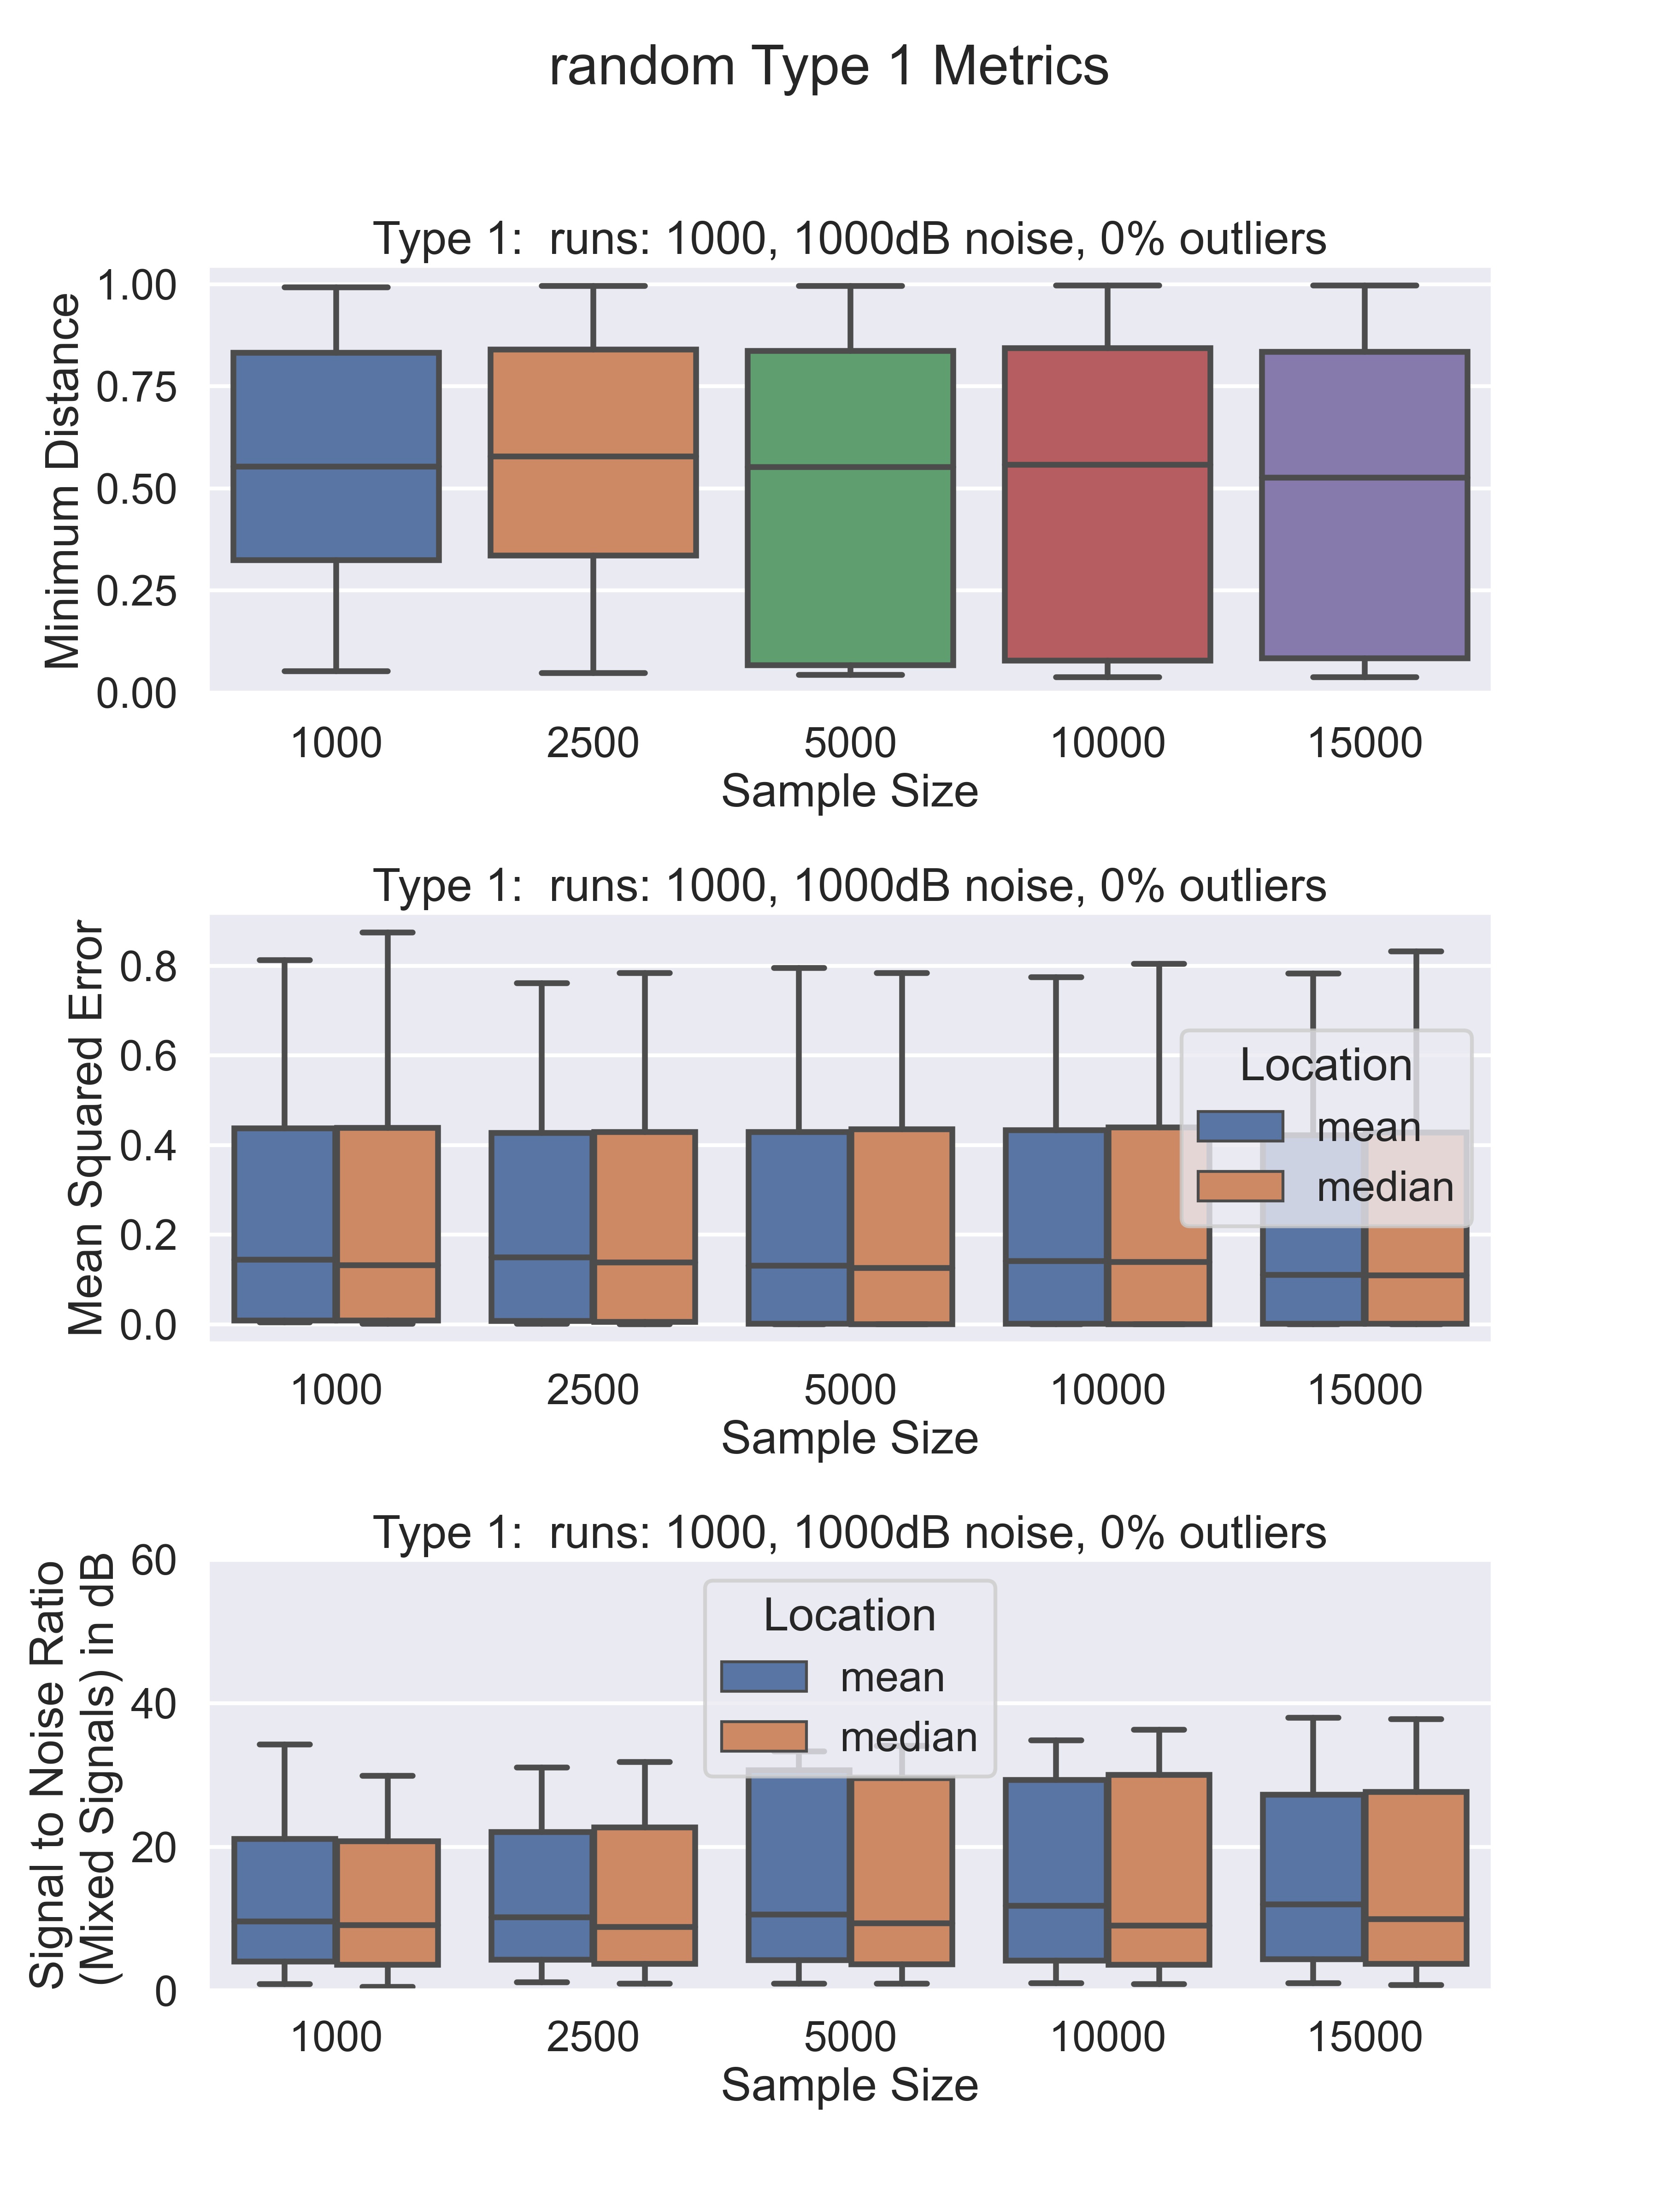 random Type 1 Metrics
Type 1:  runs: 1000, 1000dB noise, 0% outliers
Minimum Distance
1.00
0.75
0.50
0.25
0.00
1000 2500 5000 10000 15000
Sample Size
Type 1:  runs: 1000, 1000dB noise, 0% outliers
Mean Squared Error
0.8
0.6
0.4
0.2
0.0
Location
mean
median
1000 2500 5000 10000 15000
Sample Size
Type 1:  runs: 1000, 1000dB noise, 0% outliers
Signal to Noise Ratio
(Mixed Signals) in dB
60
40
20
0
Location
mean
median
1000 2500 5000 10000 15000
Sample Size